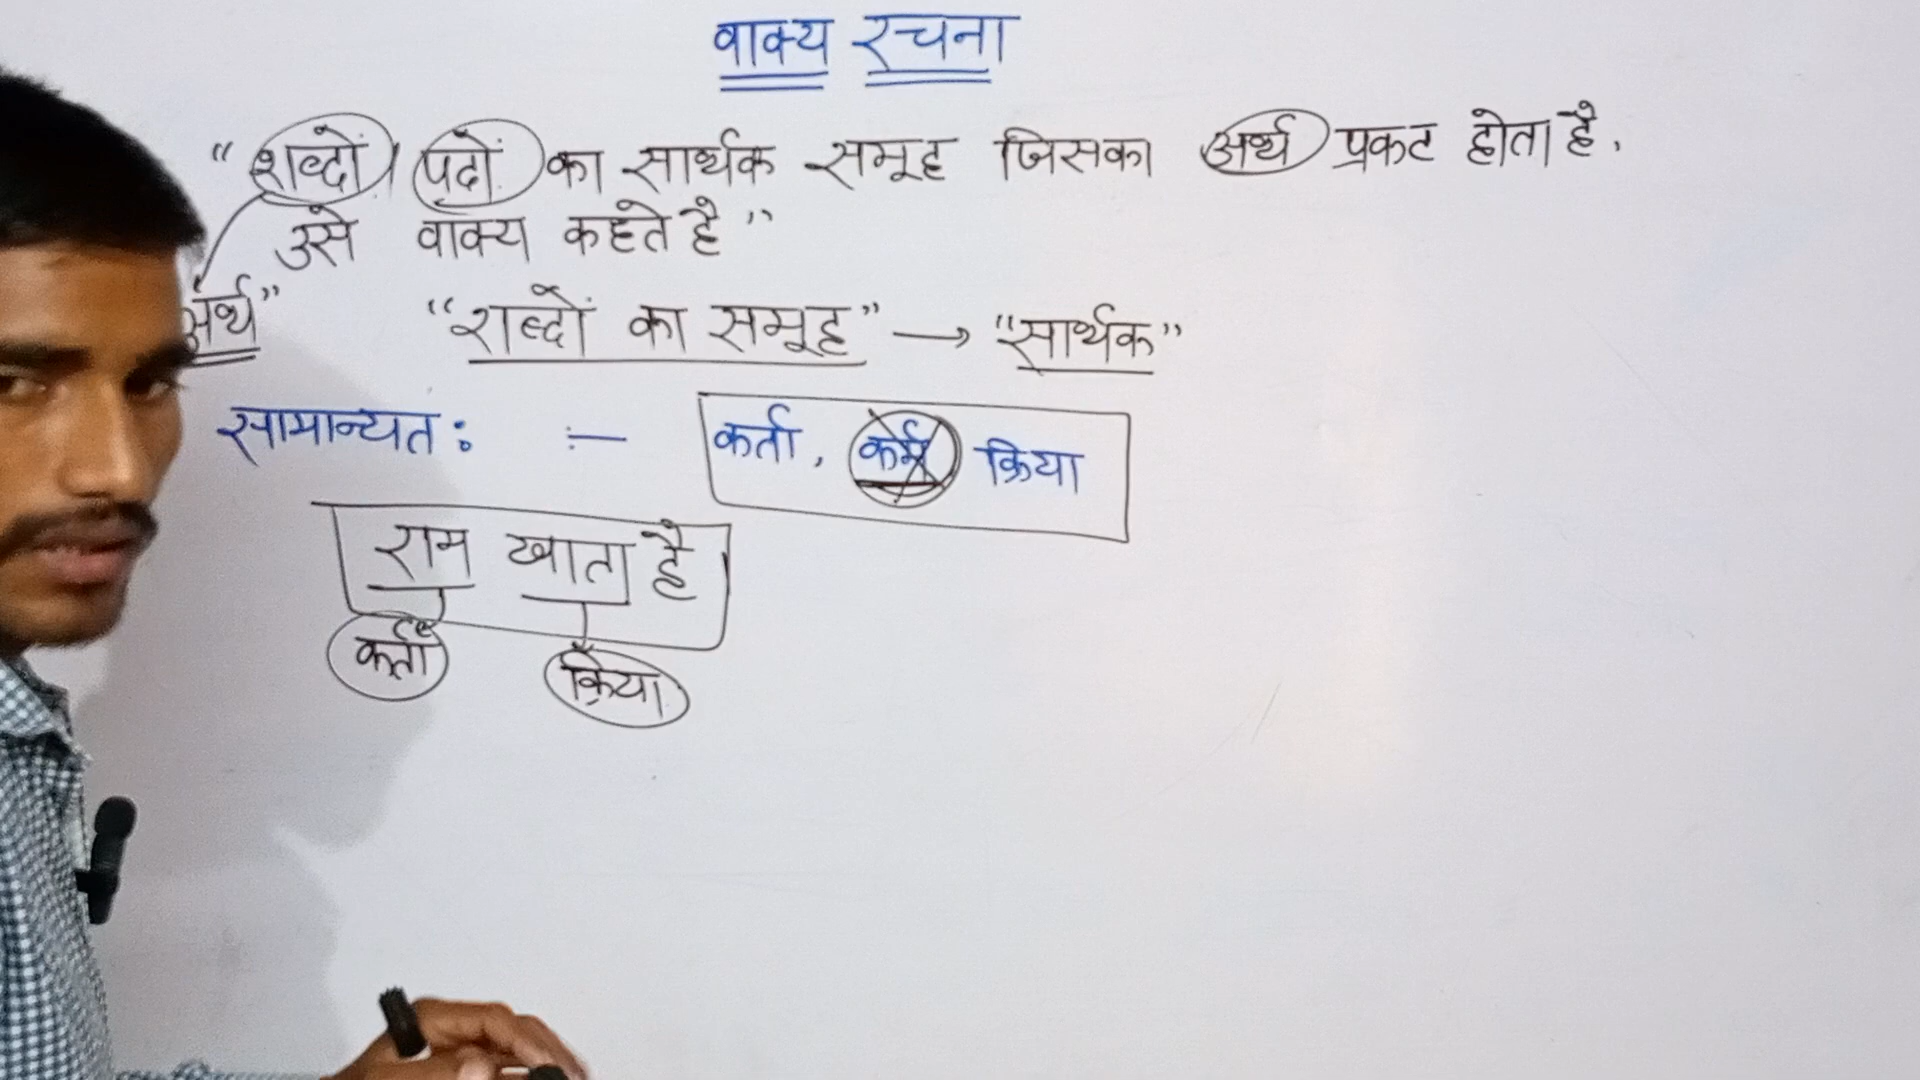 वाक्य रचना
“शब्दों / पदों का सार्थक समूह जिसका अर्थ प्रकट होता है,
उसे वाक्य कहते है”
अर्थ” “शब्दों का समूह” → “सार्थक”
सामान्यतः :— कर्ता, कर्म क्रिया
राम खाता है
कर्ता क्रिया